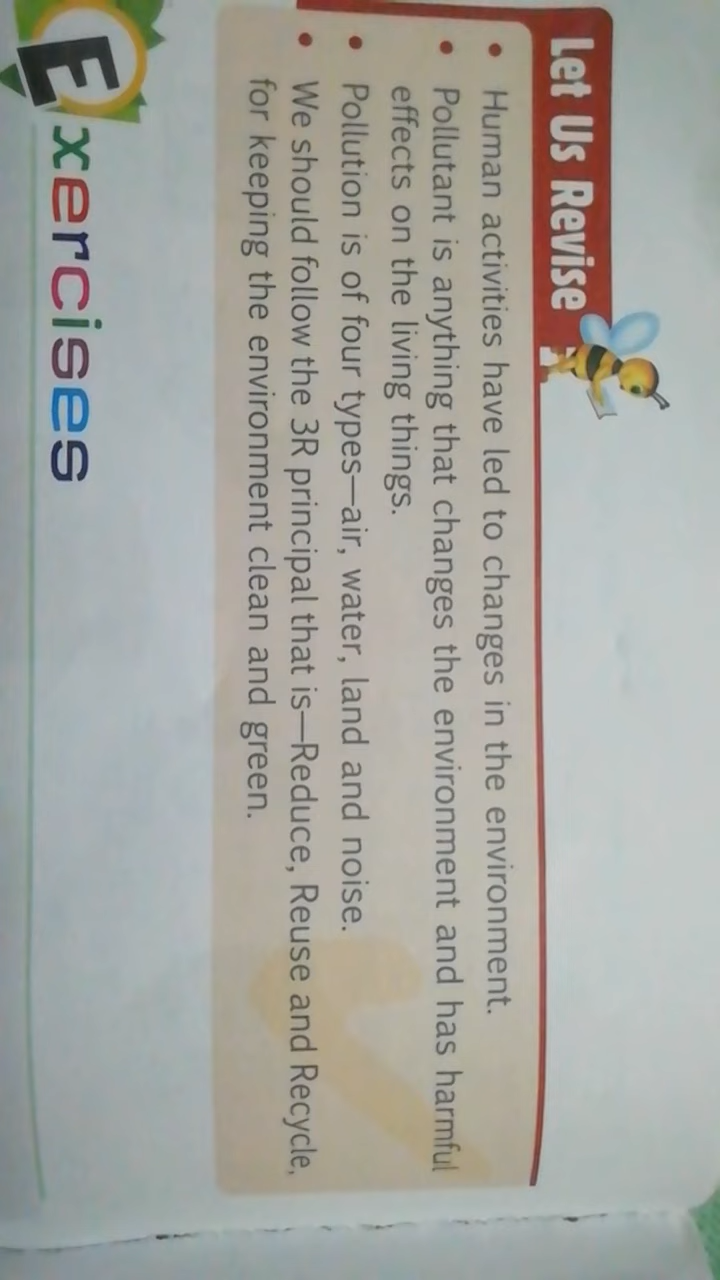 Let Us Revise
• Human activities have led to changes in the environment.
• Pollutant is anything that changes the environment and has harmful
effects on the living things.
• Pollution is of four types—air, water, land and noise.
• We should follow the 3R principal that is—Reduce, Reuse and Recycle,
for keeping the environment clean and green.
Exercises